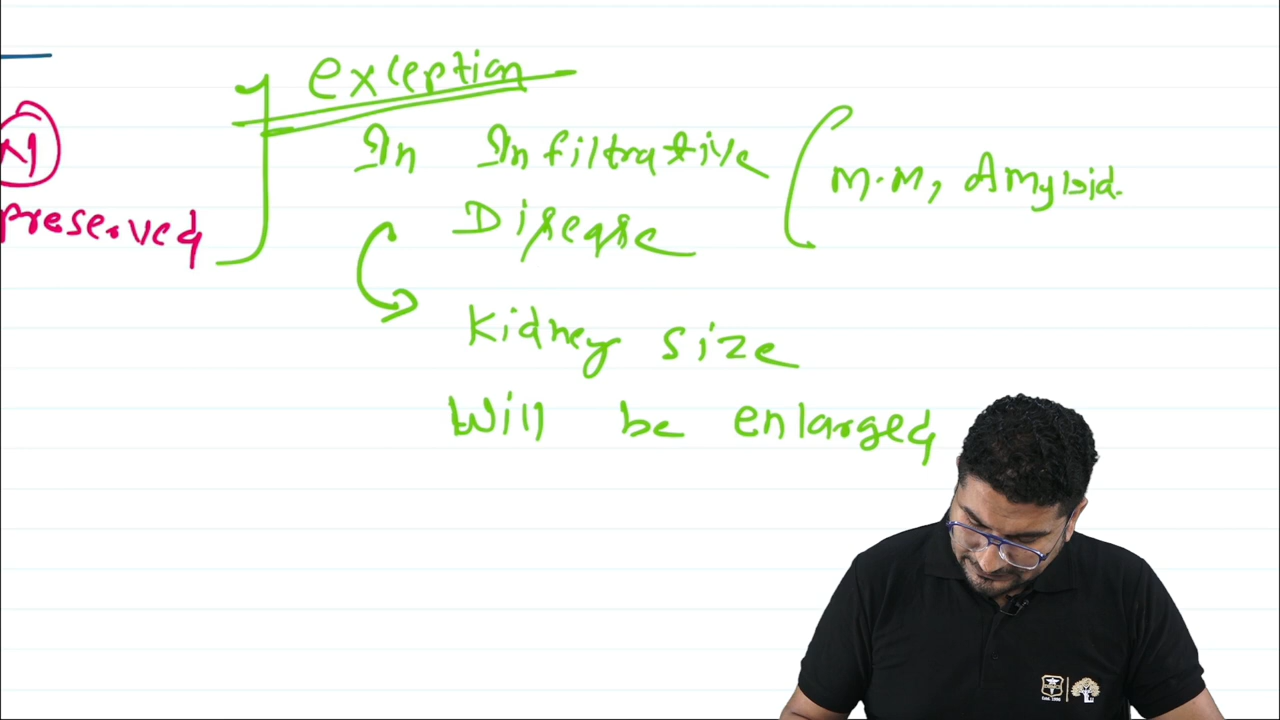 exception
In Infiltrative
Disease
(M.M, Amyloid.
Kidney size
Will be enlarged
N
preserved